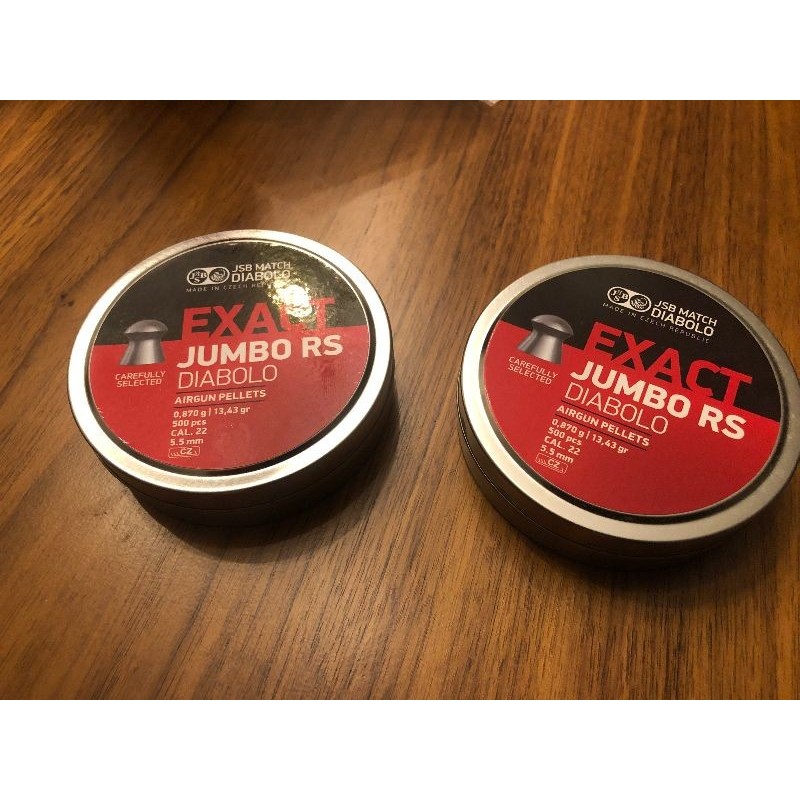 JSB
JSB MATCH
DIABOLO
MADE IN CZECH REPUBLIC
EXACT
JUMBO RS
DIABOLO
CAREFULLY
SELECTED
AIRGUN PELLETS
0,870 g | 13,43 gr
500 pcs
CAL. 22
5.5 mm
CZ
JSB
JSB MATCH
DIABOLO
MADE IN CZECH REPUBLIC
EXACT
JUMBO RS
DIABOLO
CAREFULLY
SELECTED
AIRGUN PELLETS
0,870 g | 13,43 gr
500 pcs
CAL. 22
5.5 mm
CZ